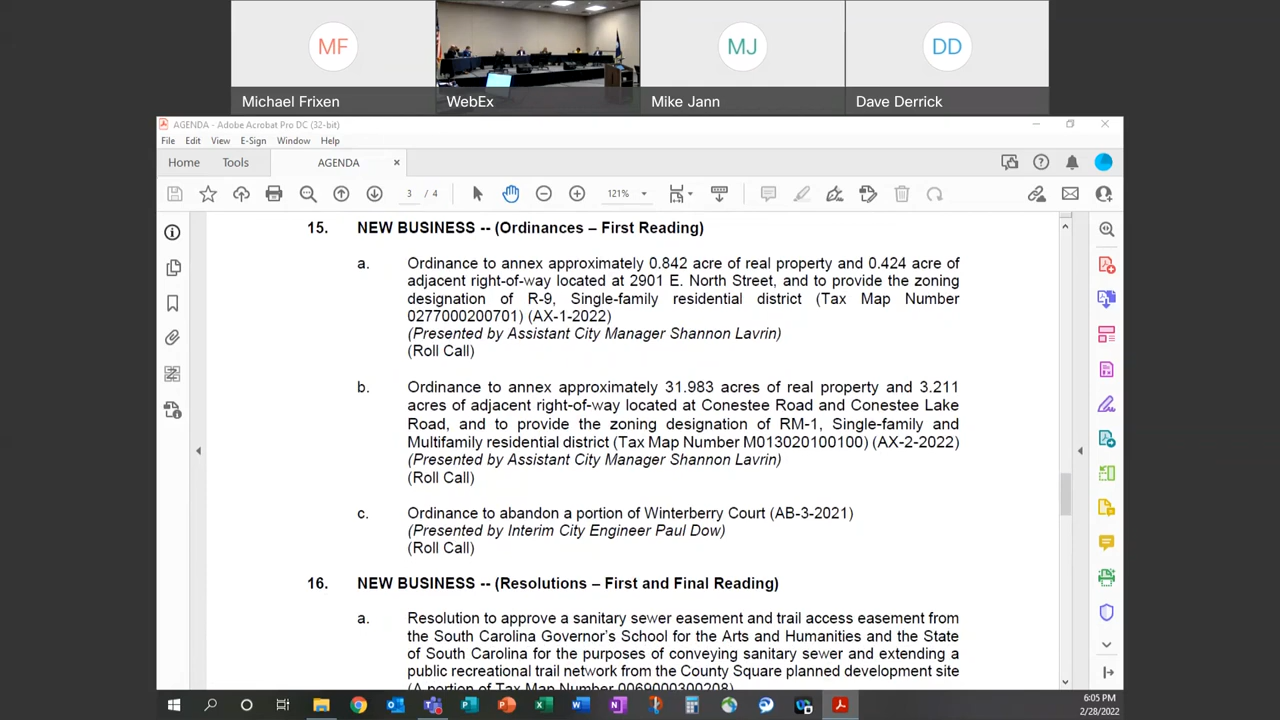 MF
MJ
DD
Michael Frixen
WebEx
Mike Jann
Dave Derrick
AGENDA - Adobe Acrobat Pro DC (32-bit)
File Edit View E-Sign Window Help
Home Tools AGENDA
3 / 4 121%
15. NEW BUSINESS -- (Ordinances – First Reading)
a. Ordinance to annex approximately 0.842 acre of real property and 0.424 acre of
adjacent right-of-way located at 2901 E. North Street, and to provide the zoning
designation of R-9, Single-family residential district (Tax Map Number
0277000200701) (AX-1-2022)
(Presented by Assistant City Manager Shannon Lavrin)
(Roll Call)
b. Ordinance to annex approximately 31.983 acres of real property and 3.211
acres of adjacent right-of-way located at Conestee Road and Conestee Lake
Road, and to provide the zoning designation of RM-1, Single-family and
Multifamily residential district (Tax Map Number M013020100100) (AX-2-2022)
(Presented by Assistant City Manager Shannon Lavrin)
(Roll Call)
c. Ordinance to abandon a portion of Winterberry Court (AB-3-2021)
(Presented by Interim City Engineer Paul Dow)
(Roll Call)
16. NEW BUSINESS -- (Resolutions – First and Final Reading)
a. Resolution to approve a sanitary sewer easement and trail access easement from
the South Carolina Governor's School for the Arts and Humanities and the State
of South Carolina for the purposes of conveying sanitary sewer and extending a
public recreational trail network from the County Square planned development site
(A portion of Tax Map Number 0069000300208)
6:05 PM
2/28/2022